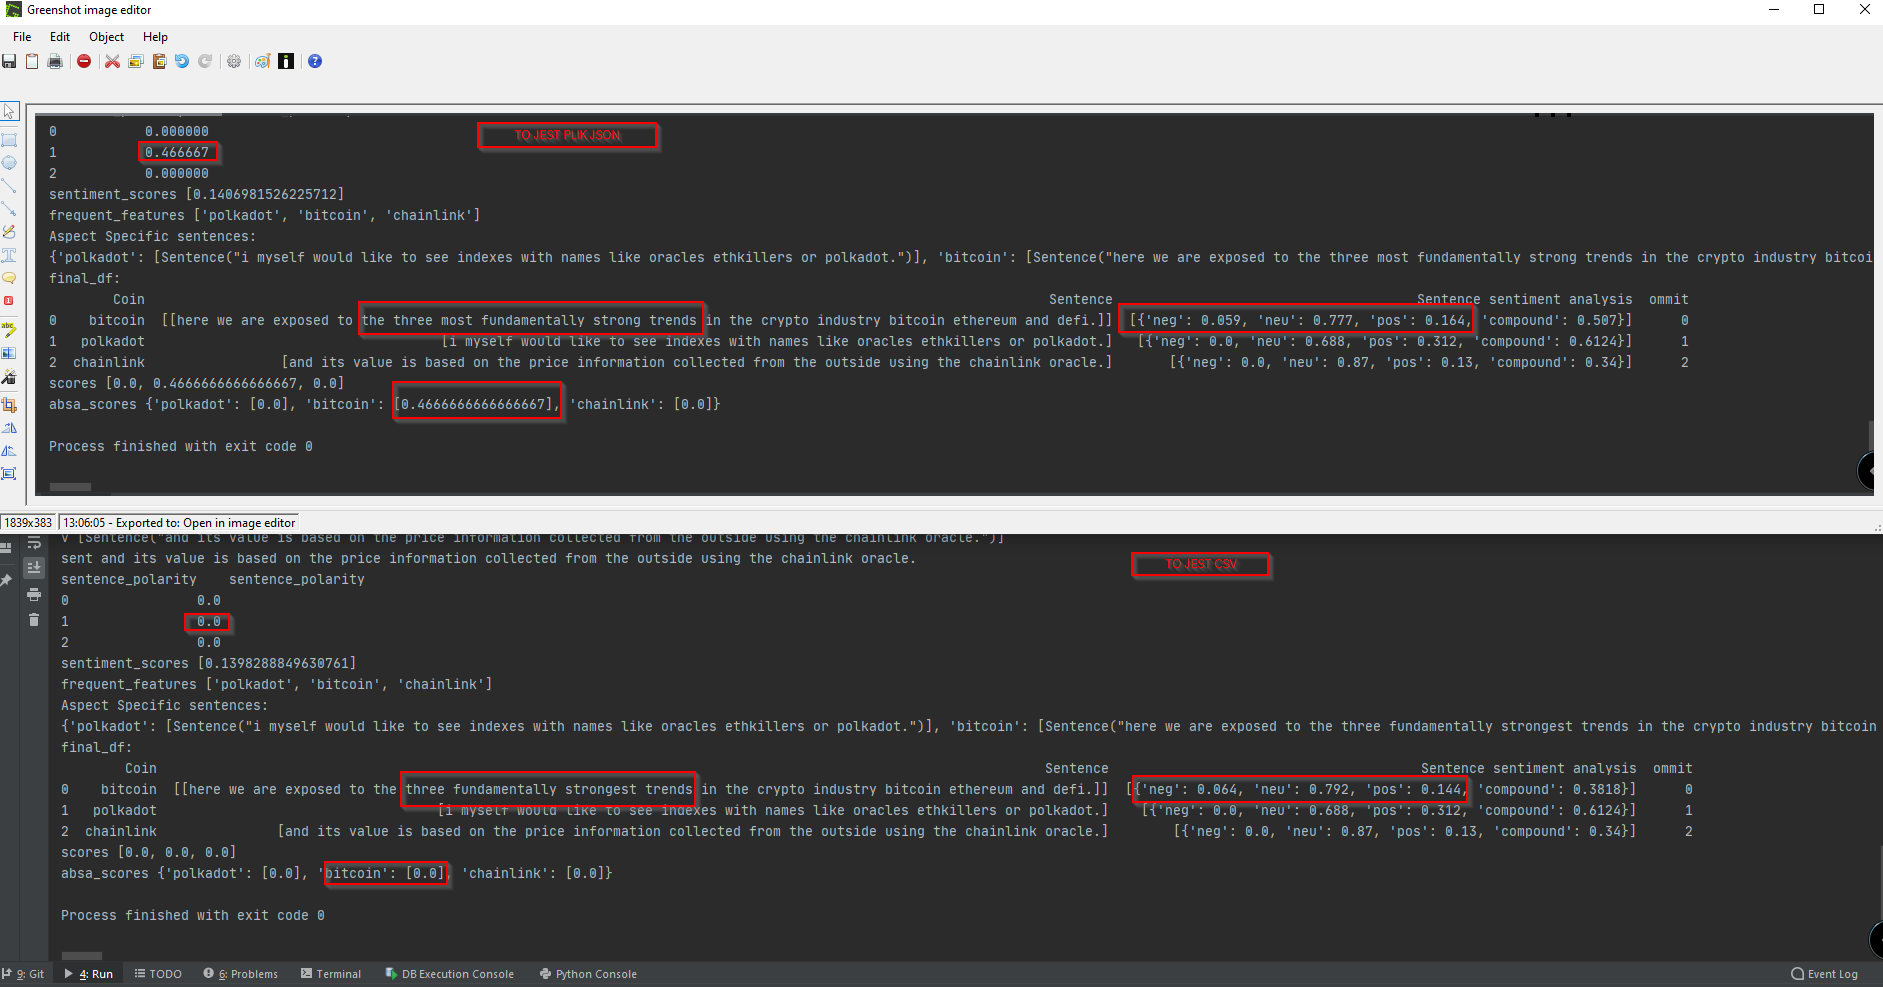 Greenshot image editor
File Edit Object Help
0 0.000000
TO JEST PLIK JSON
1 0.466667
2 0.000000
sentiment_scores [0.1406981526225712]
frequent_features ['polkadot', 'bitcoin', 'chainlink']
Aspect Specific sentences:
{'polkadot': [Sentence("i myself would like to see indexes with names like oracles ethkillers or polkadot.")], 'bitcoin': [Sentence("here we are exposed to the three most fundamentally strong trends in the crypto industry bitcoi
final_df:
Coin Sentence Sentence sentiment analysis ommit
0 bitcoin [[here we are exposed to the three most fundamentally strong trends in the crypto industry bitcoin ethereum and defi.]] [{'neg': 0.059, 'neu': 0.777, 'pos': 0.164, 'compound': 0.507}] 0
1 polkadot [i myself would like to see indexes with names like oracles ethkillers or polkadot.] [{'neg': 0.0, 'neu': 0.688, 'pos': 0.312, 'compound': 0.6124}] 1
2 chainlink [and its value is based on the price information collected from the outside using the chainlink oracle.] [{'neg': 0.0, 'neu': 0.87, 'pos': 0.13, 'compound': 0.34}] 2
scores [0.0, 0.4666666666666667, 0.0]
absa_scores {'polkadot': [0.0], 'bitcoin': [0.4666666666666667], 'chainlink': [0.0]}
Process finished with exit code 0
1839x383 13:06:05 - Exported to: Open in image editor
v [Sentence("and its value is based on the price information collected from the outside using the chainlink oracle.")]
sent and its value is based on the price information collected from the outside using the chainlink oracle.
TO JEST CSV
sentence_polarity sentence_polarity
0 0.0
1 0.0
2 0.0
sentiment_scores [0.1398288849630761]
frequent_features ['polkadot', 'bitcoin', 'chainlink']
Aspect Specific sentences:
{'polkadot': [Sentence("i myself would like to see indexes with names like oracles ethkillers or polkadot.")], 'bitcoin': [Sentence("here we are exposed to the three fundamentally strongest trends in the crypto industry bitcoin
final_df:
Coin Sentence Sentence sentiment analysis ommit
0 bitcoin [[here we are exposed to the three fundamentally strongest trends in the crypto industry bitcoin ethereum and defi.]] [{'neg': 0.064, 'neu': 0.792, 'pos': 0.144, 'compound': 0.3818}] 0
1 polkadot [i myself would like to see indexes with names like oracles ethkillers or polkadot.] [{'neg': 0.0, 'neu': 0.688, 'pos': 0.312, 'compound': 0.6124}] 1
2 chainlink [and its value is based on the price information collected from the outside using the chainlink oracle.] [{'neg': 0.0, 'neu': 0.87, 'pos': 0.13, 'compound': 0.34}] 2
scores [0.0, 0.0, 0.0]
absa_scores {'polkadot': [0.0], 'bitcoin': [0.0], 'chainlink': [0.0]}
Process finished with exit code 0
9: Git 4: Run TODO 6: Problems Terminal DB Execution Console Python Console Event Log